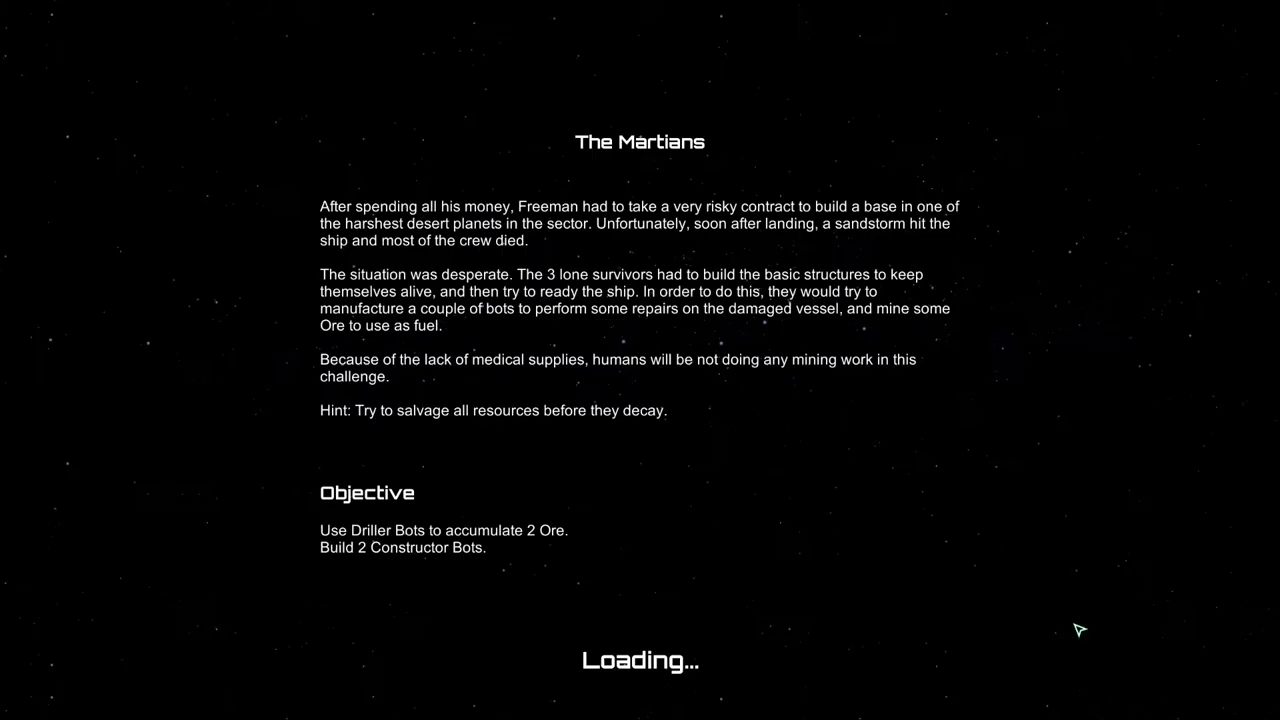 The Martians
After spending all his money, Freeman had to take a very risky contract to build a base in one of
the harshest desert planets in the sector. Unfortunately, soon after landing, a sandstorm hit the
ship and most of the crew died.
The situation was desperate. The 3 lone survivors had to build the basic structures to keep
themselves alive, and then try to ready the ship. In order to do this, they would try to
manufacture a couple of bots to perform some repairs on the damaged vessel, and mine some
Ore to use as fuel.
Because of the lack of medical supplies, humans will be not doing any mining work in this
challenge.
Hint: Try to salvage all resources before they decay.
Objective
Use Driller Bots to accumulate 2 Ore.
Build 2 Constructor Bots.
Loading...